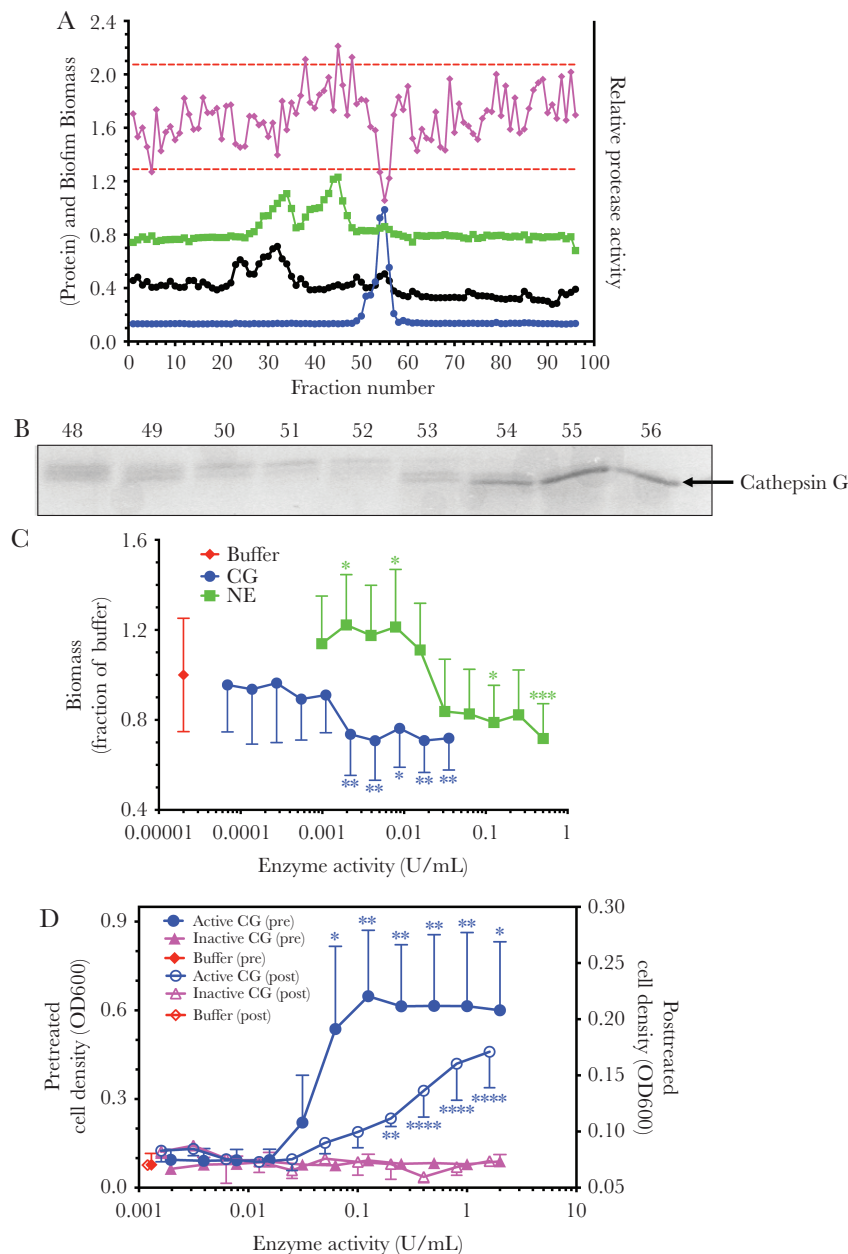 A
2.4
2.0
1.6
1.2
0.8
0.4
0.0
(Protein) and Biofim Biomass
Relative protease activity
0 10 20 30 40 50 60 70 80 90 100
Fraction number
B
48 49 50 51 52 53 54 55 56
Cathepsin G
C
1.6
1.2
0.8
0.4
Biomass
(fraction of buffer)
Buffer
CG
NE
* *
* ***
** ** * ** **
0.00001 0.0001 0.001 0.01 0.1 1
Enzyme activity (U/mL)
D
0.9
0.6
0.3
0.0
Pretreated
cell density (OD600)
Active CG (pre)
Inactive CG (pre)
Buffer (pre)
Active CG (post)
Inactive CG (post)
Buffer (post)
* ** ** ** ** *
** **** **** ****
0.30
0.25
0.20
0.15
0.10
0.05
Posttreated
cell density (OD600)
0.001 0.01 0.1 1 10
Enzyme activity (U/mL)